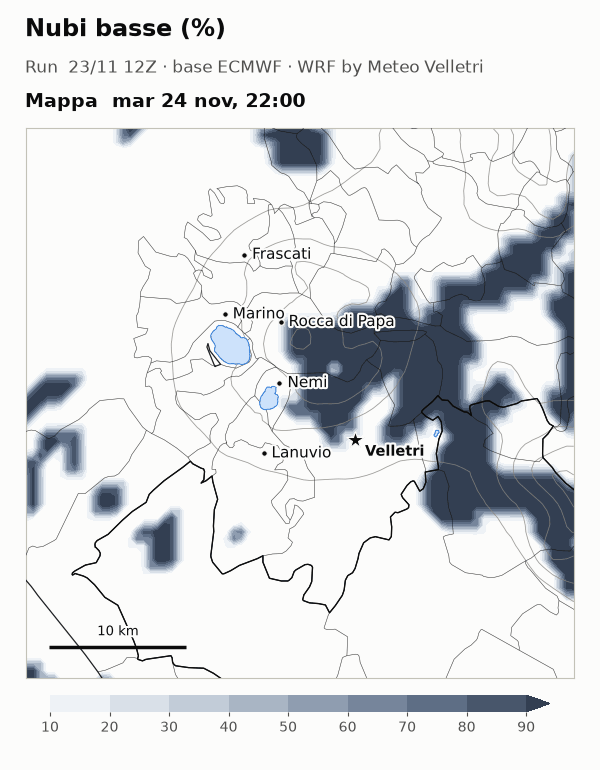 Nubi basse (%)
Run  23/11 12Z · base ECMWF · WRF by Meteo Velletri
Mappa  mar 24 nov, 22:00
Frascati
Marino
Rocca di Papa
Nemi
Velletri
Lanuvio
10 km
10 20 30 40 50 60 70 80 90